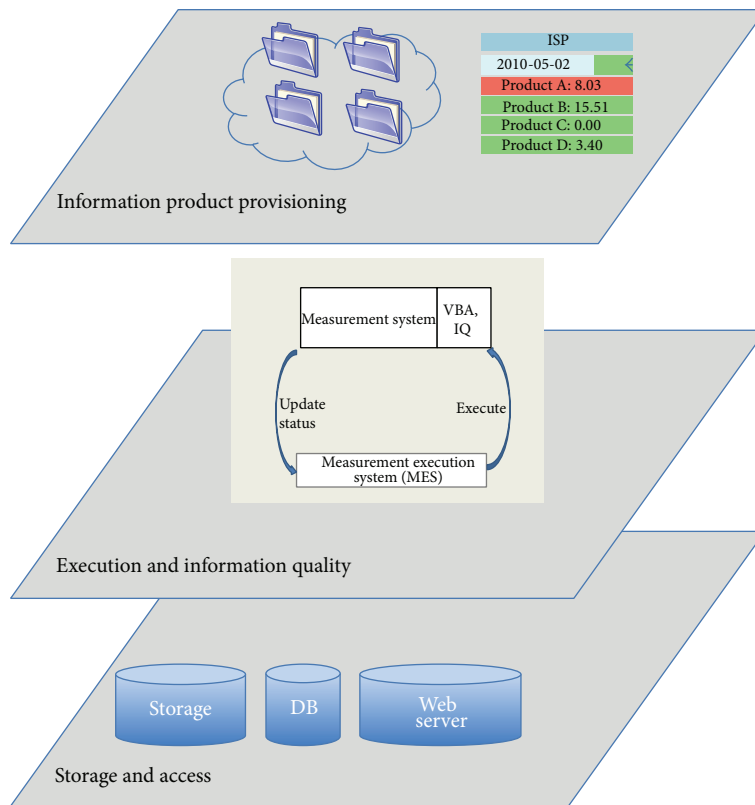 ISP
2010-05-02
Product A: 8.03
Product B: 15.51
Product C: 0.00
Product D: 3.40
Information product provisioning
Measurement system
VBA,
IQ
Update
status
Execute
Measurement execution
system (MES)
Execution and information quality
Storage
DB
Web
server
Storage and access